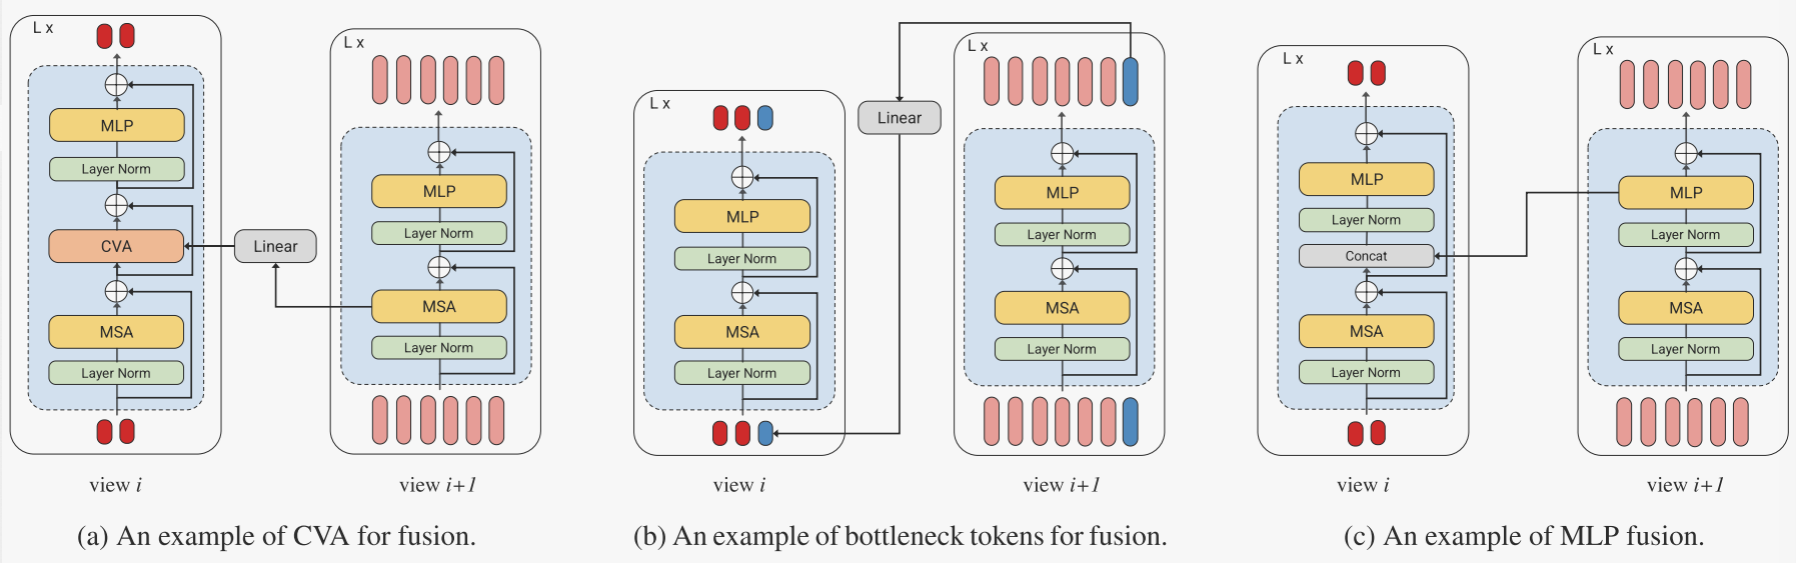 L x
MLP
Layer Norm
CVA
MSA
Layer Norm
view i
Linear
L x
MLP
Layer Norm
MSA
Layer Norm
view i+1
(a) An example of CVA for fusion.
L x
MLP
Layer Norm
MSA
Layer Norm
view i
Linear
L x
MLP
Layer Norm
MSA
Layer Norm
view i+1
(b) An example of bottleneck tokens for fusion.
L x
MLP
Layer Norm
Concat
MSA
Layer Norm
view i
L x
MLP
Layer Norm
MSA
Layer Norm
view i+1
(c) An example of MLP fusion.